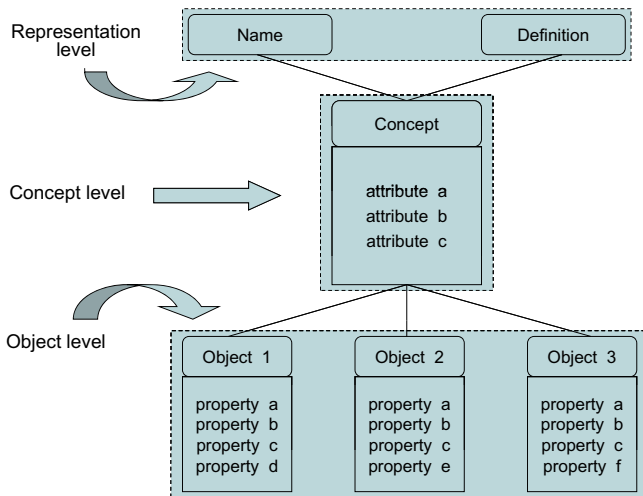 Representation
level
Name
Definition
Concept
attribute a
attribute b
attribute c
Concept level
Object level
Object 1
property a
property b
property c
property d
Object 2
property a
property b
property c
property e
Object 3
property a
property b
property c
property f